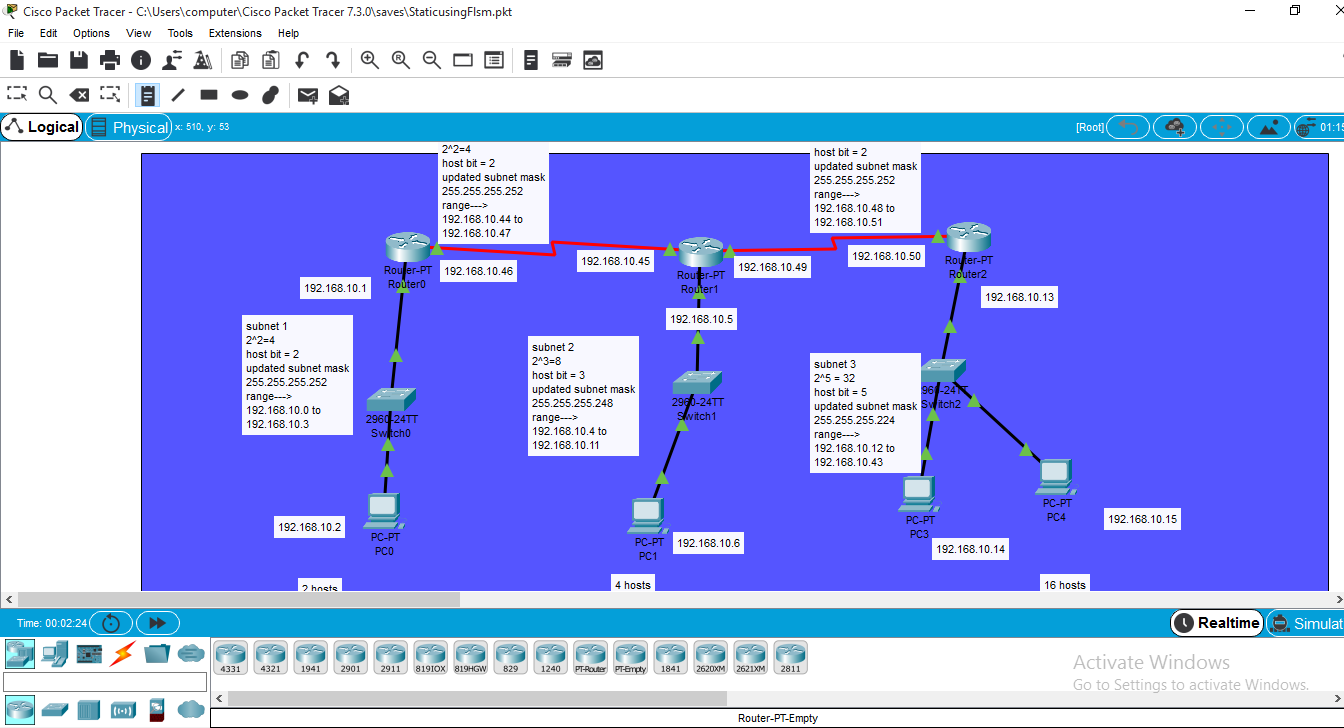 Cisco Packet Tracer - C:\Users\computer\Cisco Packet Tracer 7.3.0\saves\StaticusingFlsm.pkt
File Edit Options View Tools Extensions Help
Logical Physical x: 510, y: 53 [Root] 01:15
2^2=4
host bit = 2
updated subnet mask
255.255.255.252
range--->
192.168.10.44 to
192.168.10.47
host bit = 2
updated subnet mask
255.255.255.252
range--->
192.168.10.48 to
192.168.10.51
Router-PT
Router0
192.168.10.46
192.168.10.45
Router-PT
Router1
192.168.10.49
192.168.10.50
Router-PT
Router2
192.168.10.1
192.168.10.5
192.168.10.13
subnet 1
2^2=4
host bit = 2
updated subnet mask
255.255.255.252
range--->
192.168.10.0 to
192.168.10.3
subnet 2
2^3=8
host bit = 3
updated subnet mask
255.255.255.248
range--->
192.168.10.4 to
192.168.10.11
subnet 3
2^5 = 32
host bit = 5
updated subnet mask
255.255.255.224
range--->
192.168.10.12 to
192.168.10.43
2960-24TT
Switch0
2960-24TT
Switch1
2960-24TT
Switch2
192.168.10.2
PC-PT
PC0
PC-PT
PC1
192.168.10.6
PC-PT
PC3
192.168.10.14
PC-PT
PC4
192.168.10.15
2 hosts
4 hosts
16 hosts
Time: 00:02:24
Realtime Simulat
4331 4321 1941 2901 2911 819IOX 819HGW 829 1240 PT-Router PT-Empty 1841 2620XM 2621XM 2811
Activate Windows
Go to Settings to activate Windows.
Router-PT-Empty